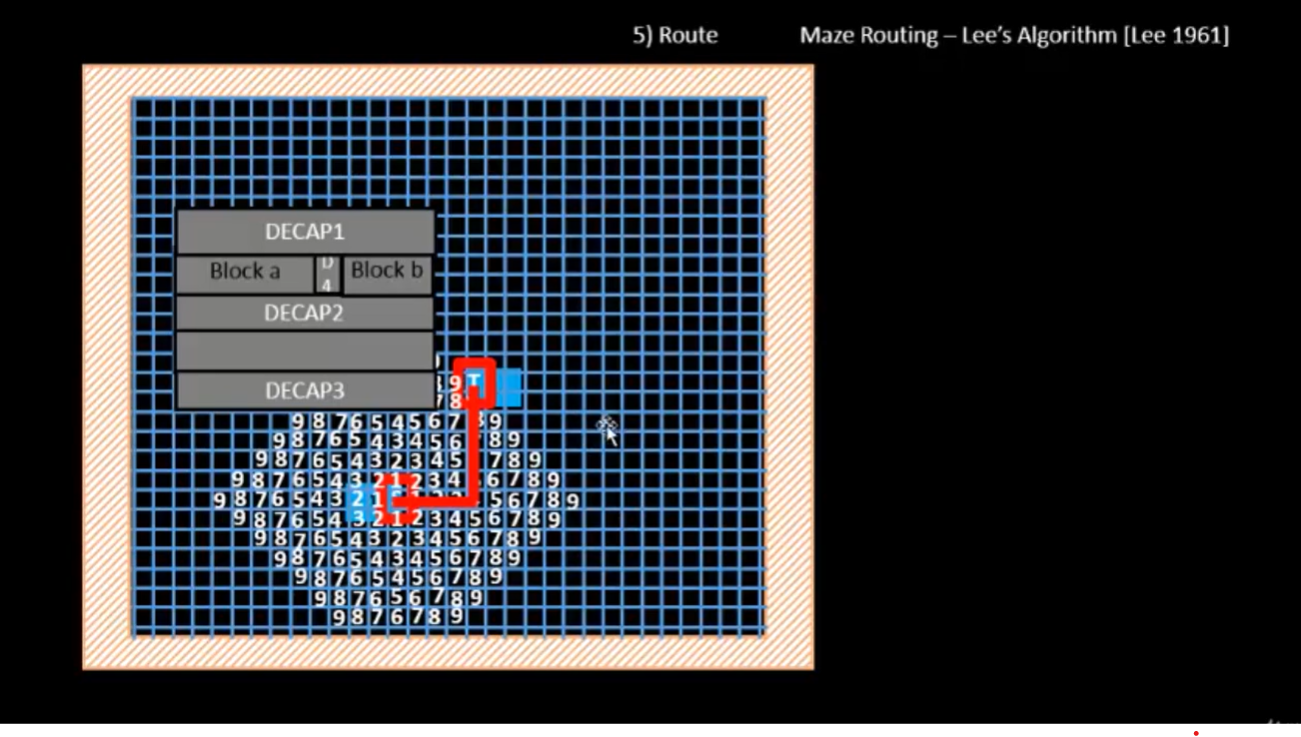 5) Route Maze Routing – Lee's Algorithm [Lee 1961]
DECAP1
Block a D 4 Block b
DECAP2
DECAP3
9 T
7 8
9 8 7 6 5 4 5 6 7 8 9
9 8 7 6 5 4 3 4 5 6 7 8 9
9 8 7 6 5 4 3 2 3 4 5 7 8 9
9 8 7 6 5 4 3 2 1 2 3 4 6 7 8 9
9 8 7 6 5 4 3 2 1 5 6 7 8 9
9 8 7 6 5 4 3 2 1 2 3 4 5 6 7 8 9
9 8 7 6 5 4 3 2 3 4 5 6 7 8 9
9 8 7 6 5 4 3 4 5 6 7 8 9
9 8 7 6 5 4 5 6 7 8 9
9 8 7 6 5 6 7 8 9
9 8 7 6 7 8 9